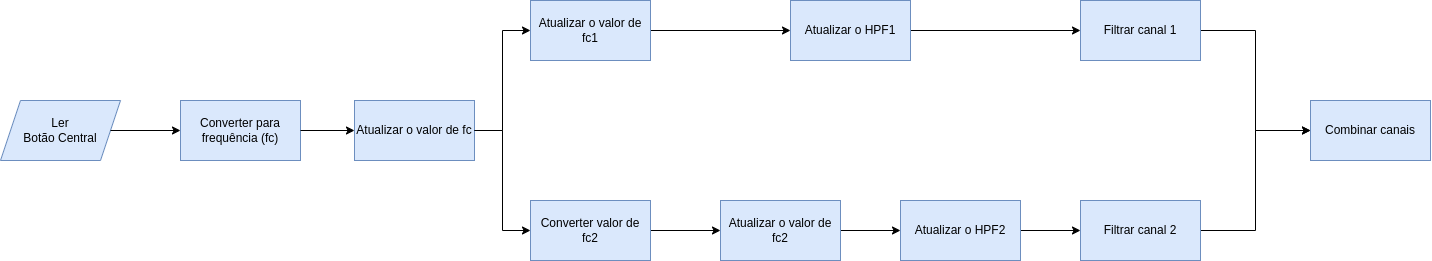 Ler
Botão Central
Converter para
frequência (fc)
Atualizar o valor de fc
Atualizar o valor de
fc1
Atualizar o HPF1
Filtrar canal 1
Converter valor de
fc2
Atualizar o valor de
fc2
Atualizar o HPF2
Filtrar canal 2
Combinar canais